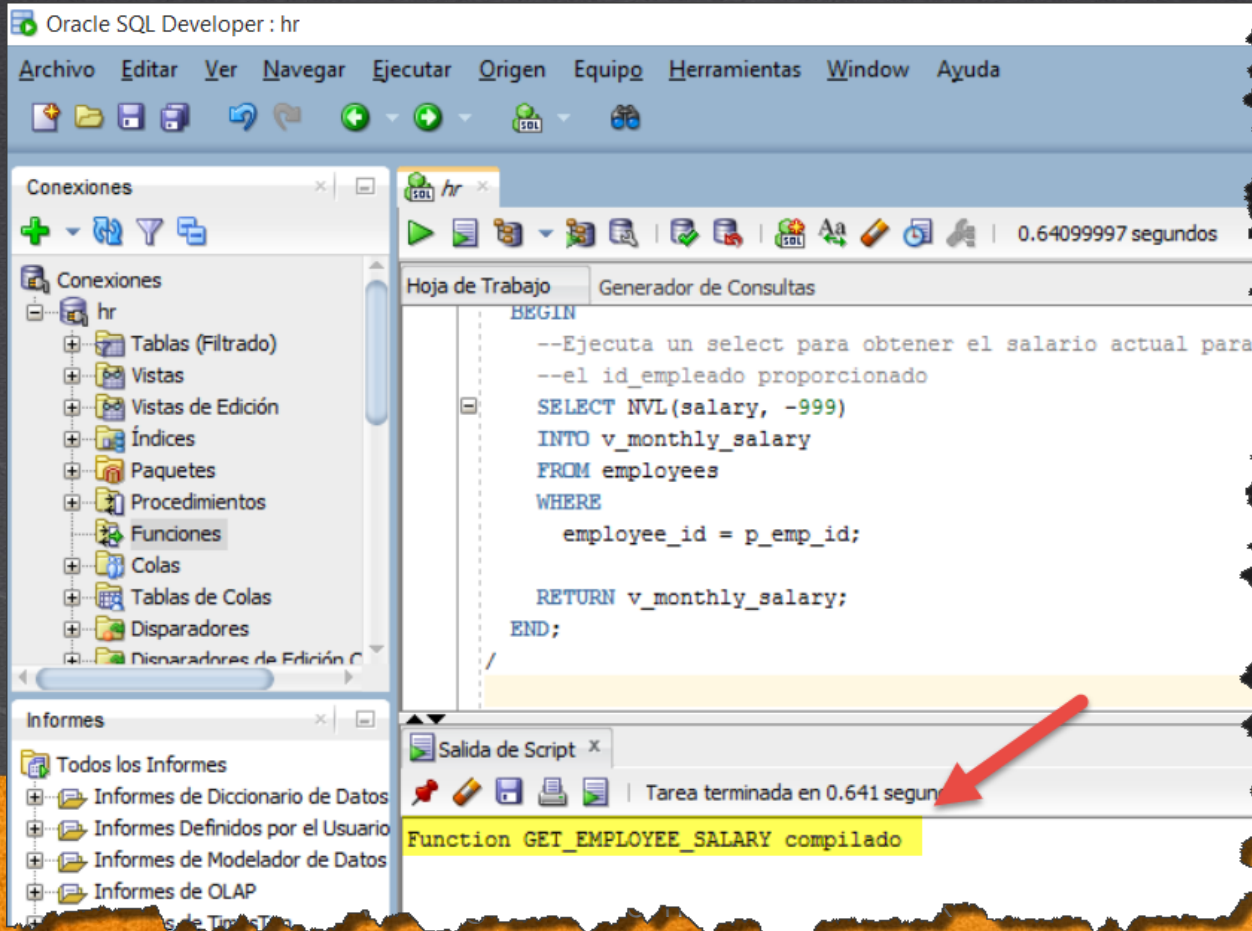 Oracle SQL Developer : hr
Archivo Editar Ver Navegar Ejecutar Origen Equipo Herramientas Window Ayuda
Conexiones
Conexiones
hr
Tablas (Filtrado)
Vistas
Vistas de Edición
Índices
Paquetes
Procedimientos
Funciones
Colas
Tablas de Colas
Disparadores
Disparadores de Edición C
Informes
Todos los Informes
Informes de Diccionario de Datos
Informes Definidos por el Usuario
Informes de Modelador de Datos
Informes de OLAP
hr
0.64099997 segundos
Hoja de Trabajo Generador de Consultas
BEGIN
--Ejecuta un select para obtener el salario actual para
--el id_empleado proporcionado
SELECT NVL(salary, -999)
INTO v_monthly_salary
FROM employees
WHERE
employee_id = p_emp_id;
RETURN v_monthly_salary;
END;
/
Salida de Script
Tarea terminada en 0.641
Function GET_EMPLOYEE_SALARY compilado